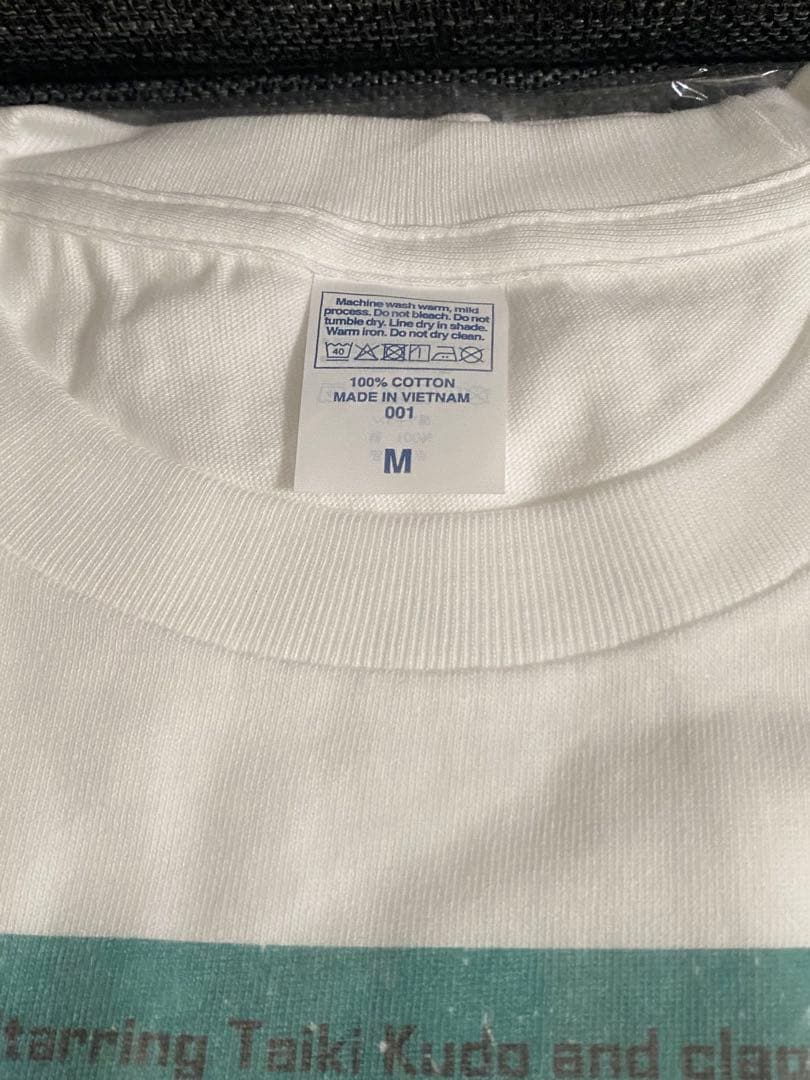 Machine wash warm, mild
process. Do not bleach. Do not
tumble dry. Line dry in shade.
Warm iron. Do not dry clean.
40
100% COTTON
MADE IN VIETNAM
001
M
tarring Taiki Kudo and clac